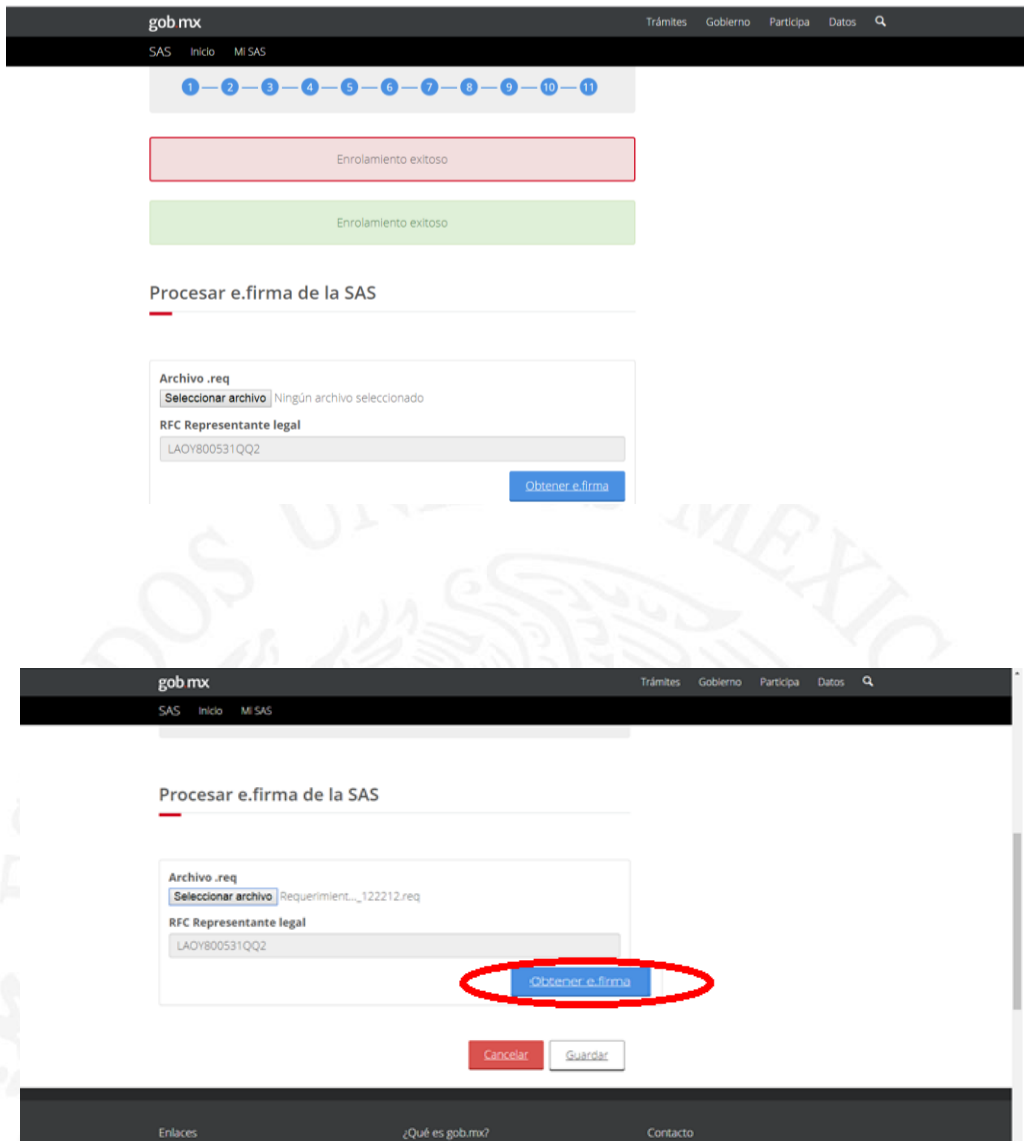 gob mx Trámites Gobierno Participa Datos
SAS Inicio Mi SAS
1 2 3 4 5 6 7 8 9 10 11
Enrolamiento exitoso
Enrolamiento exitoso
Procesar e.firma de la SAS
Archivo .req
Seleccionar archivo Ningún archivo seleccionado
RFC Representante legal
LAOY800531QQ2
Obtener e.firma
DOS UNIDOS MEXIC
gob mx Trámites Gobierno Participa Datos
SAS Inicio Mi SAS
Procesar e.firma de la SAS
Archivo .req
Seleccionar archivo Requerimient..._122212.req
RFC Representante legal
LAOY800531QQ2
Obtener e.firma
Cancelar Guardar
Enlaces ¿Qué es gob.mx? Contacto